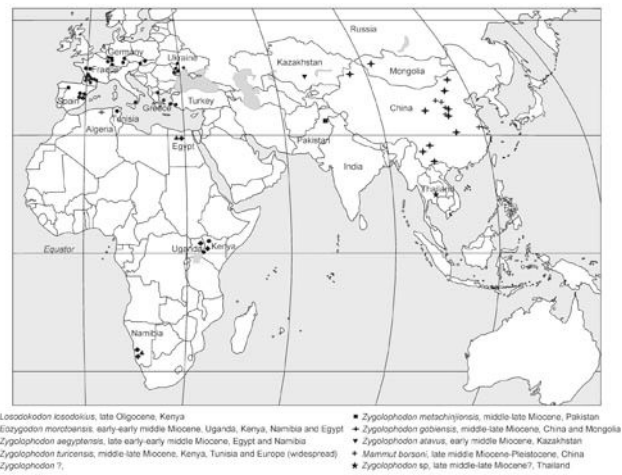 Russia
Germany
Ukraine
France
Kazakhstan
Mongolia
Spain
Greece
Turkey
China
Tunisia
Algeria
Pakistan
Egypt
India
Thailand
Equator
Uganda
Kenya
Namibia
Losodokodon losodokius, late Oligocene, Kenya
Eozygodon morotoensis: early-early middle Miocene, Uganda, Kenya, Namibia and Egypt
Zygolophodon aegyptensis, late early-early middle Miocene, Egypt and Namibia
Zygolophodon turicensis, middle-late Miocene, Kenya, Tunisia and Europe (widespread)
Zygolophodon ?,
Zygolophodon metachinjiensis, middle-late Miocene, Pakistan
Zygolophodon gobiensis, middle-late Miocene, China and Mongolia
Zygolophodon atavus, early middle Miocene, Kazakhstan
Mammut borsoni, late middle Miocene-Pleistocene, China
Zygolophodon sp, late middle-late Miocene?, Thailand